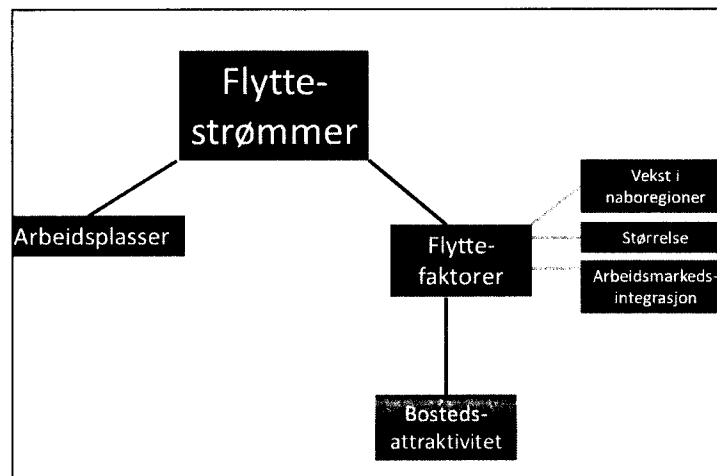 Flytte-
strømmer
Arbeidsplasser
Flytte-
faktorer
Vekst i
naboregioner
Størrelse
Arbeidsmarkeds-
integrasjon
Bosteds-
attraktivitet